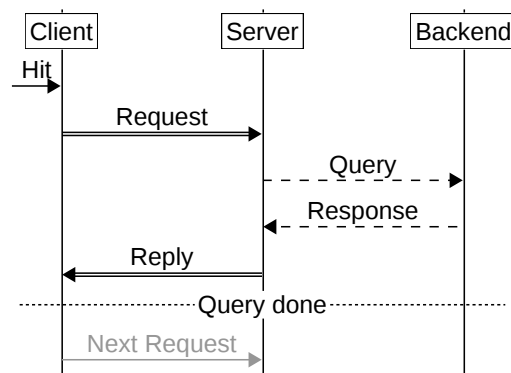 Client Server Backend
Hit
Request
Query
Response
Reply
Query done
Next Request